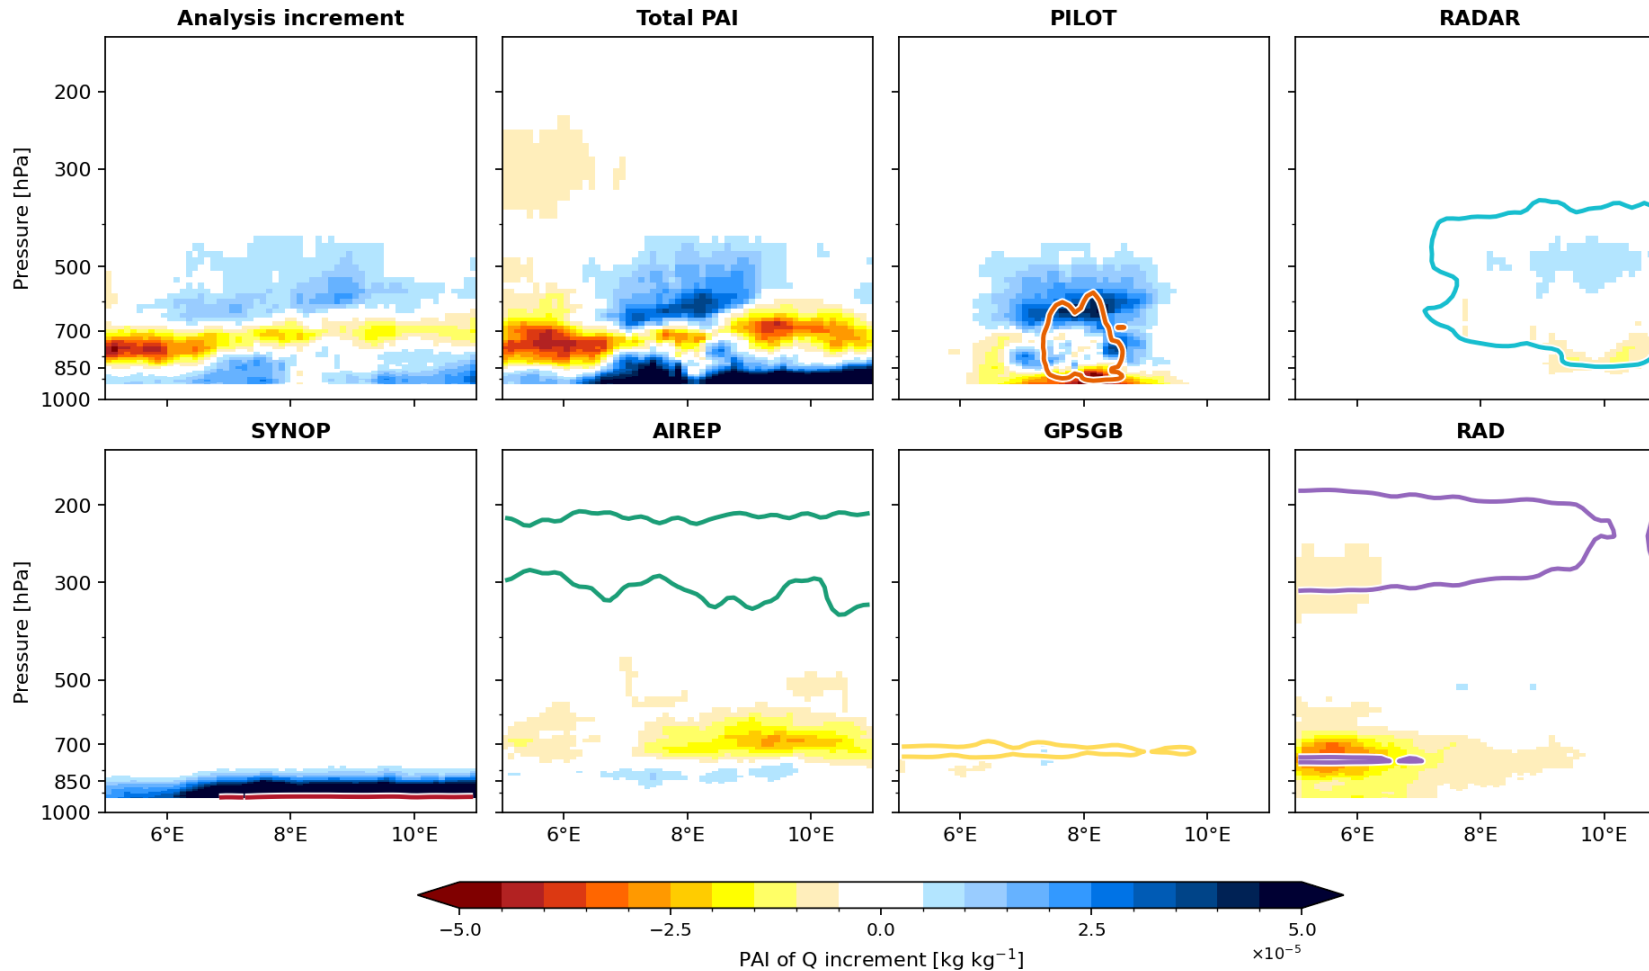 Analysis increment
Total PAI
PILOT
RADAR
Pressure [hPa]
200
300
500
700
850
1000
SYNOP
AIREP
GPSGB
RAD
Pressure [hPa]
200
300
500
700
850
1000
6°E 8°E 10°E
6°E 8°E 10°E
6°E 8°E 10°E
6°E 8°E 10°E
−5.0 −2.5 0.0 2.5 5.0
×10⁻⁵
PAI of Q increment [kg kg⁻¹]